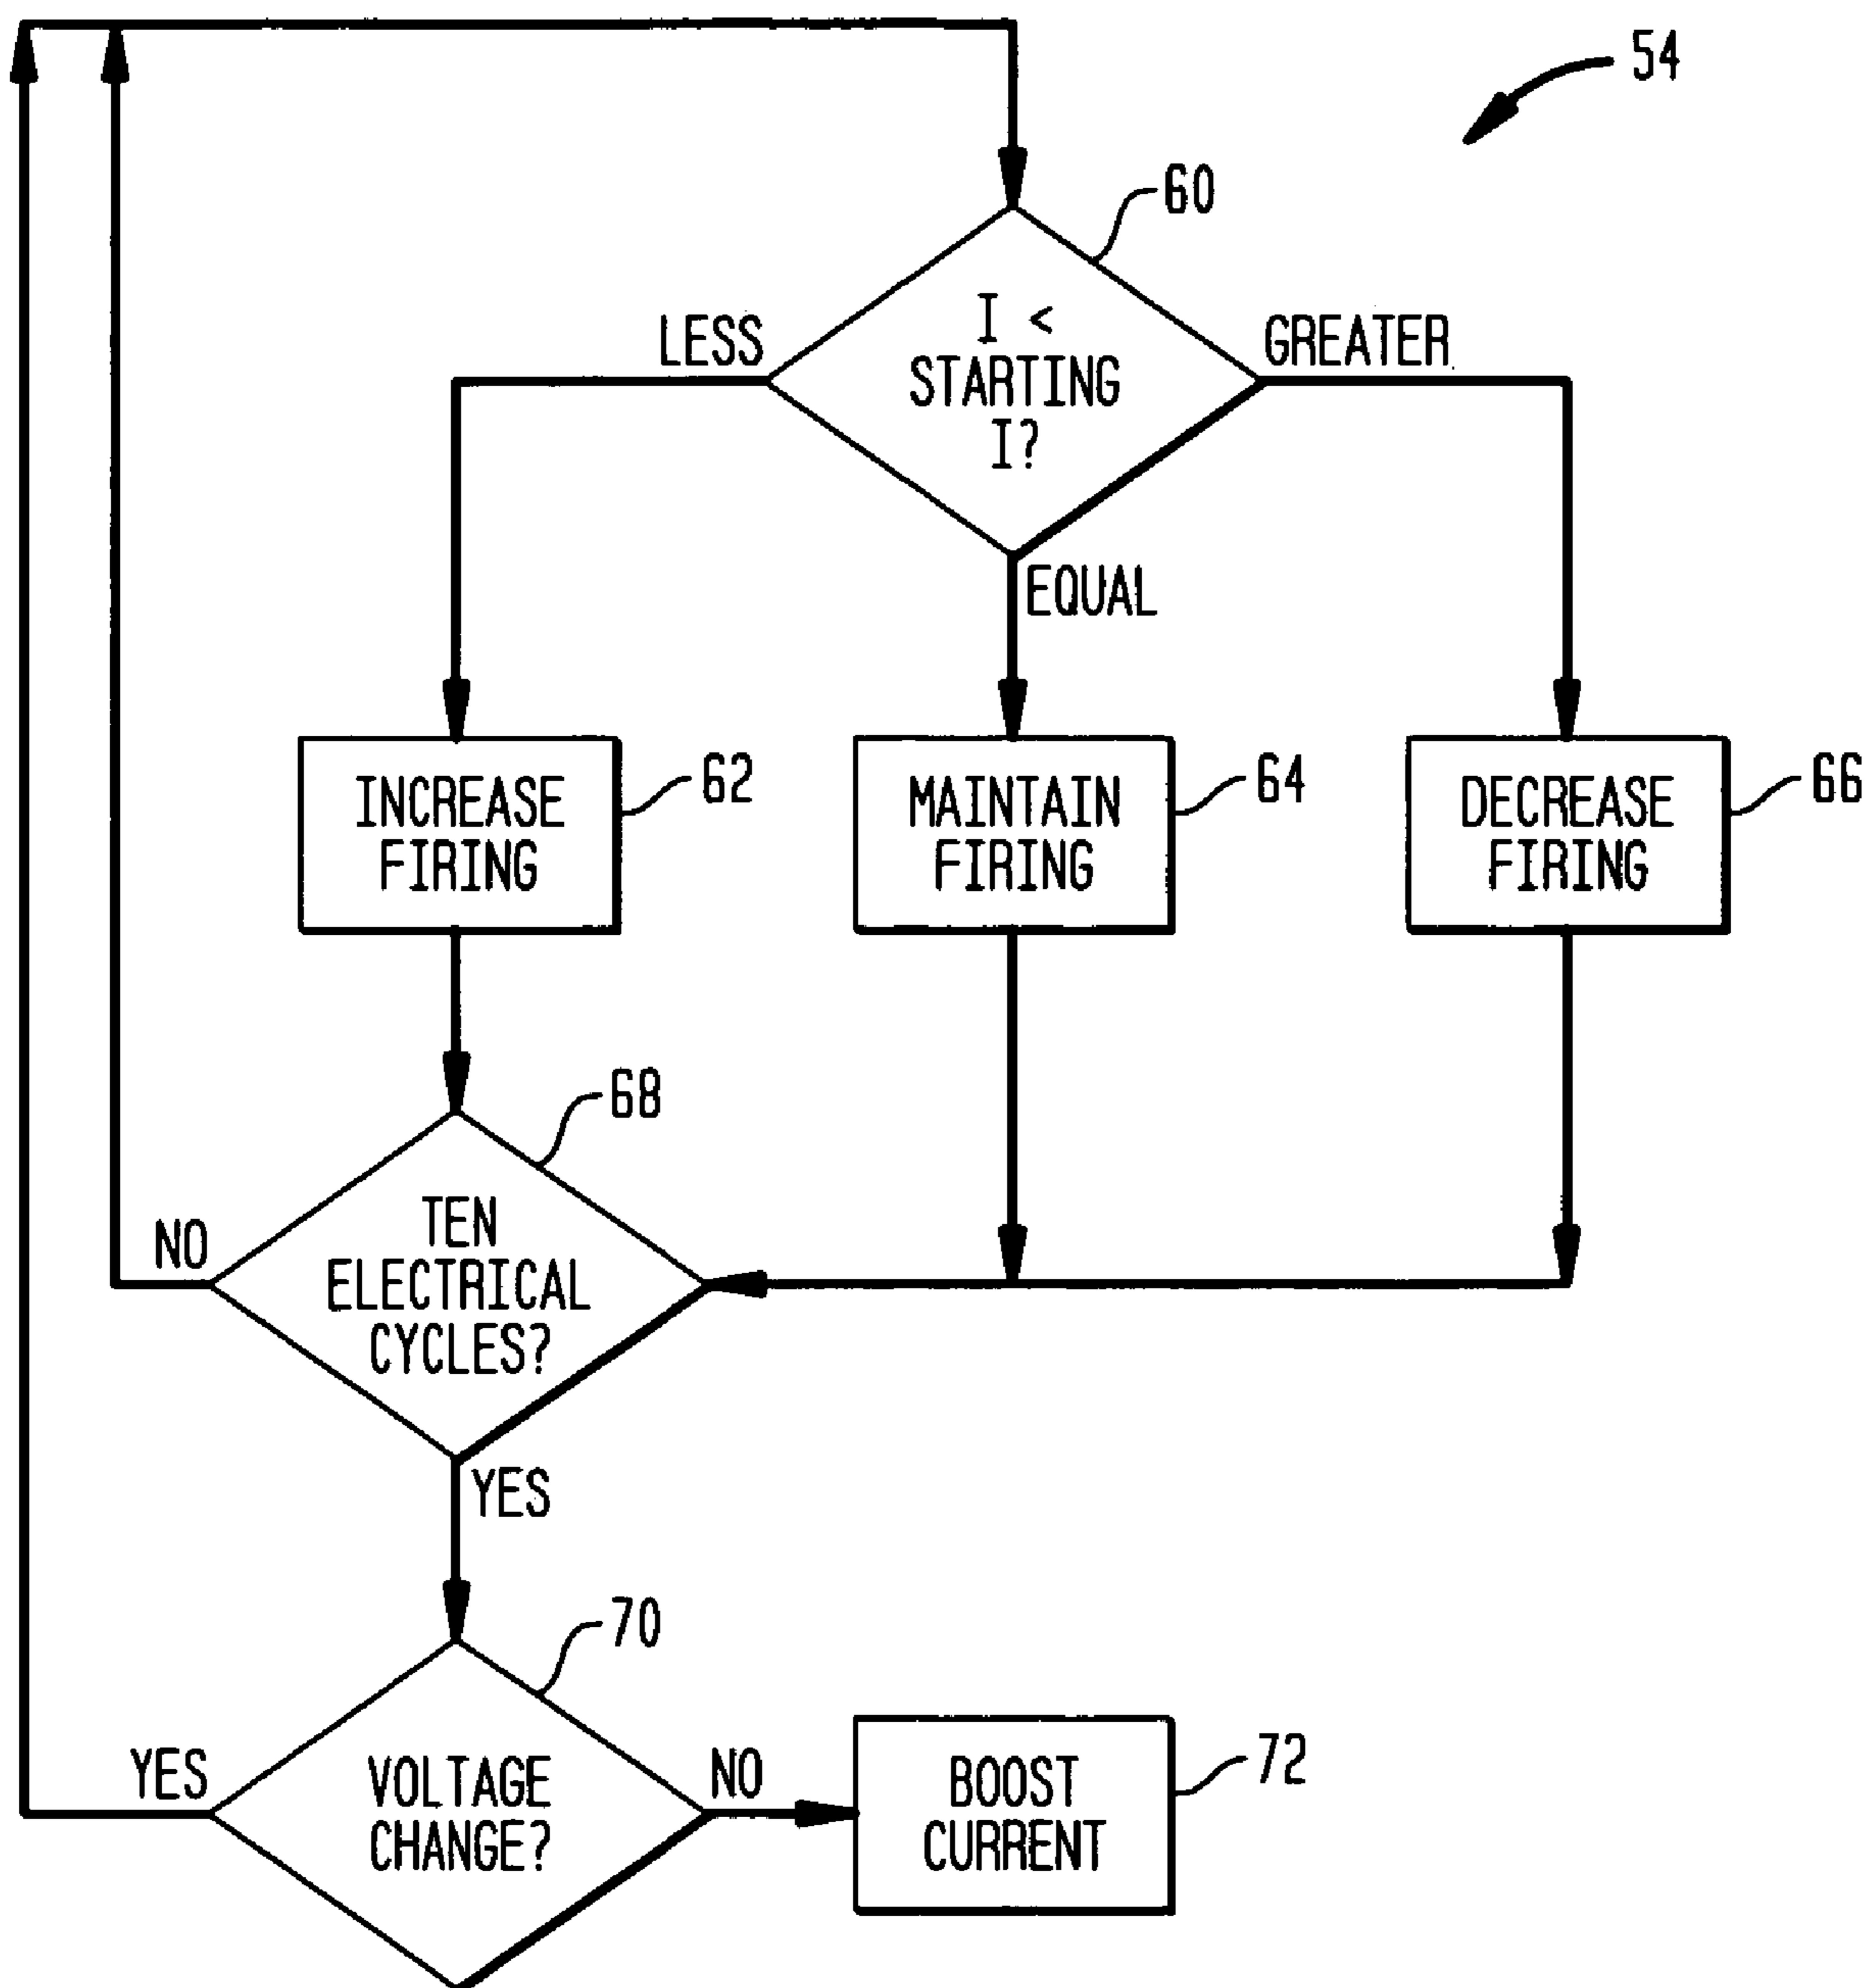 54
60
I <
STARTING
I?
LESS
GREATER
EQUAL
INCREASE
FIRING
62
MAINTAIN
FIRING
64
DECREASE
FIRING
66
68
TEN
ELECTRICAL
CYCLES?
NO
YES
70
VOLTAGE
CHANGE?
YES
NO
BOOST
CURRENT
72